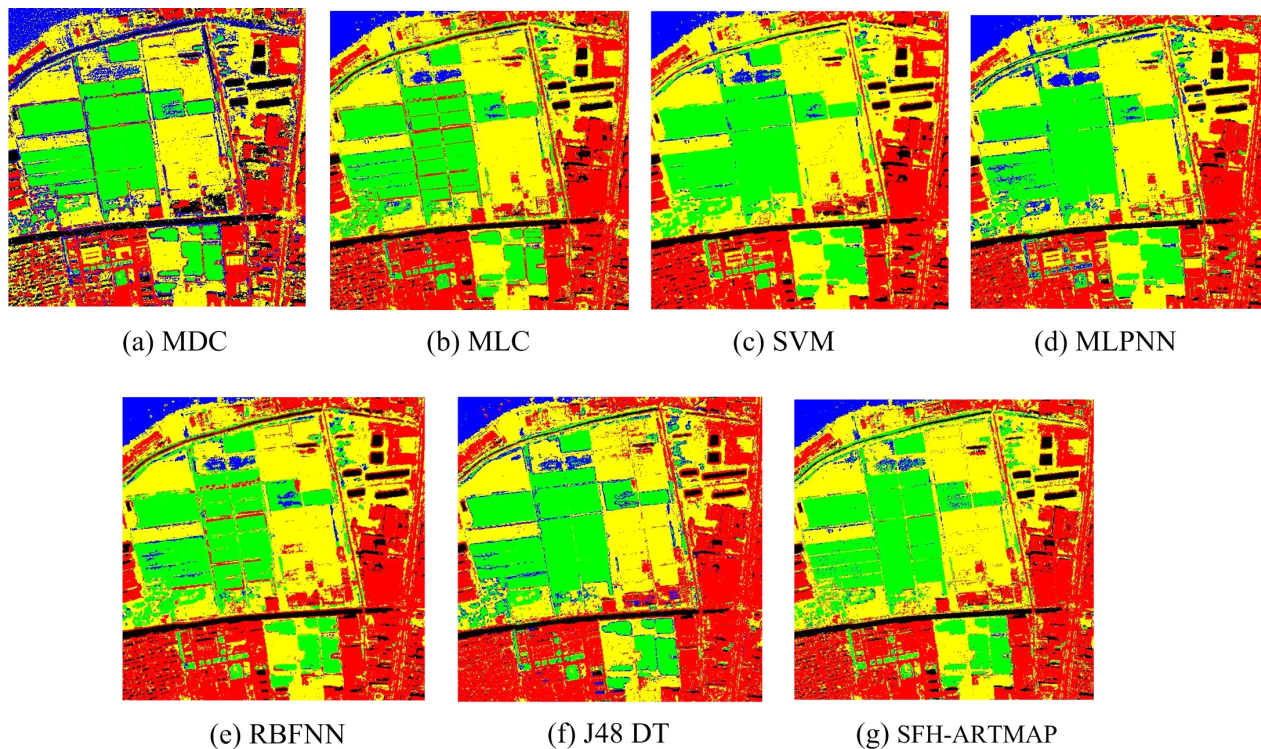 (a) MDC
(b) MLC
(c) SVM
(d) MLPNN
(e) RBFNN
(f) J48 DT
(g) SFH-ARTMAP